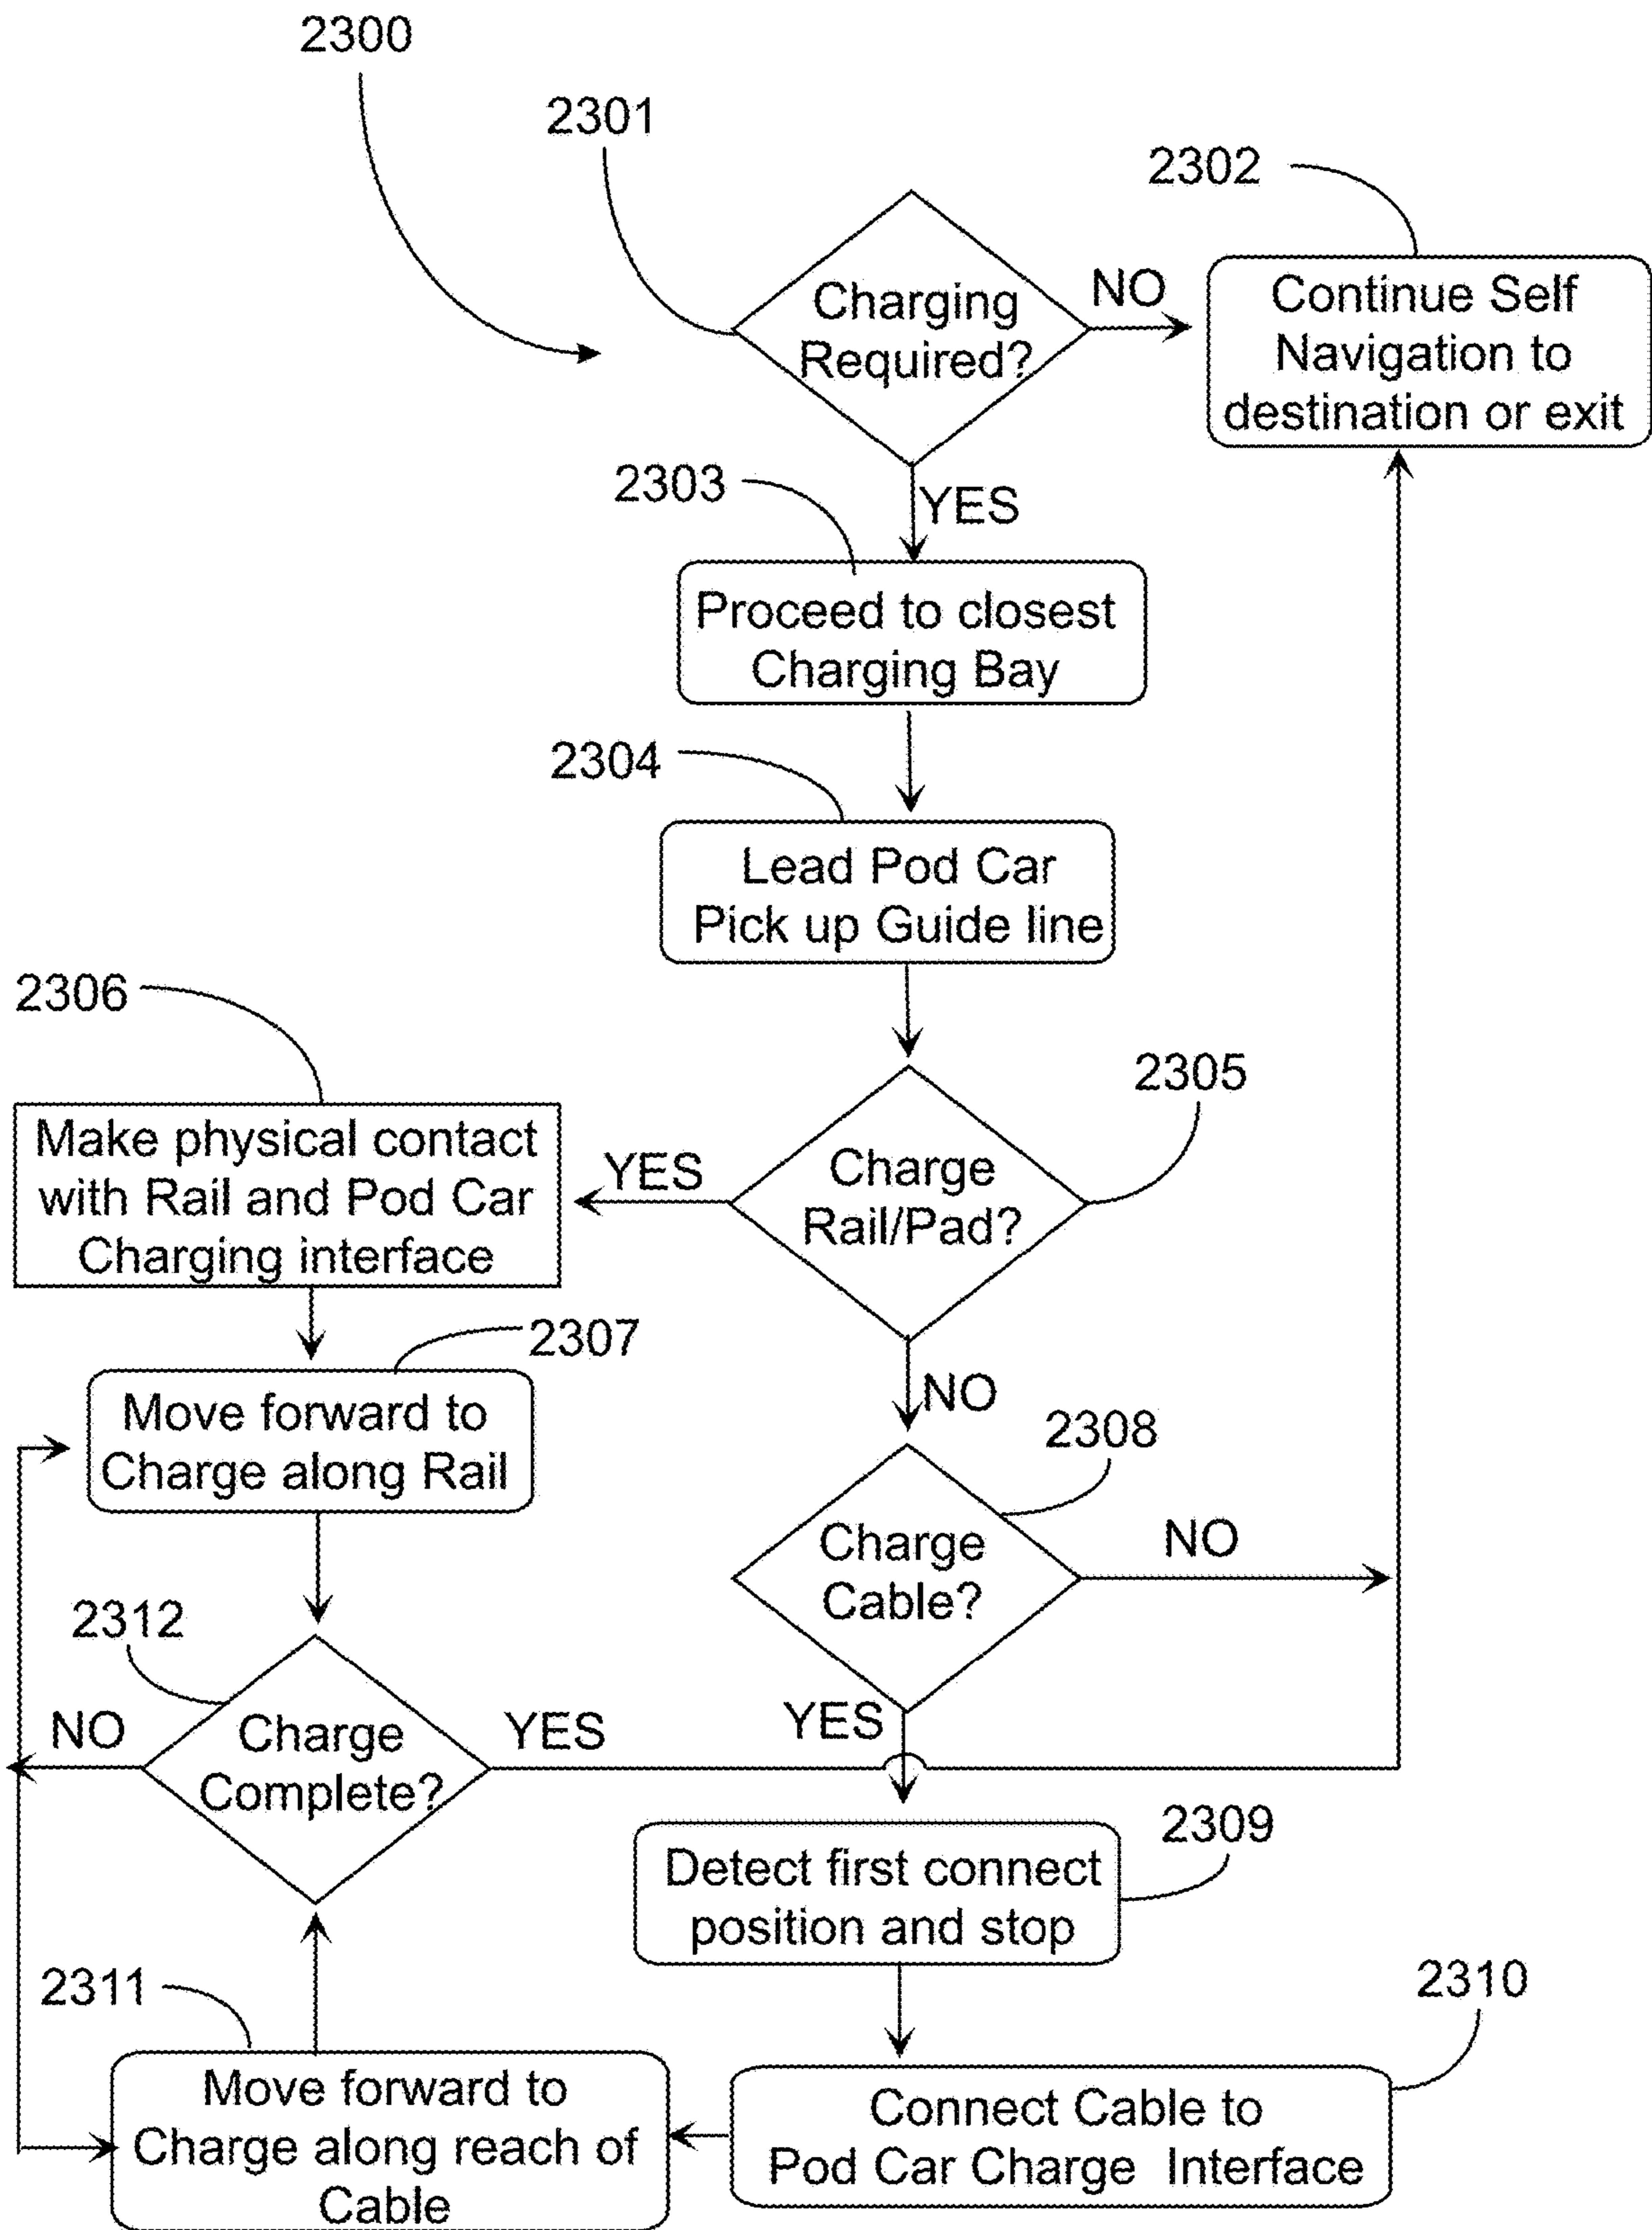 2300
2301
2302
Charging
Required?
NO
Continue Self
Navigation to
destination or exit
2303
YES
Proceed to closest
Charging Bay
2304
Lead Pod Car
Pick up Guide line
2306
2305
Make physical contact
with Rail and Pod Car
Charging interface
YES
Charge
Rail/Pad?
2307
NO
Move forward to
Charge along Rail
2308
Charge
Cable?
NO
2312
NO
Charge
Complete?
YES
YES
2309
Detect first connect
position and stop
2311
2310
Move forward to
Charge along reach of
Cable
Connect Cable to
Pod Car Charge Interface